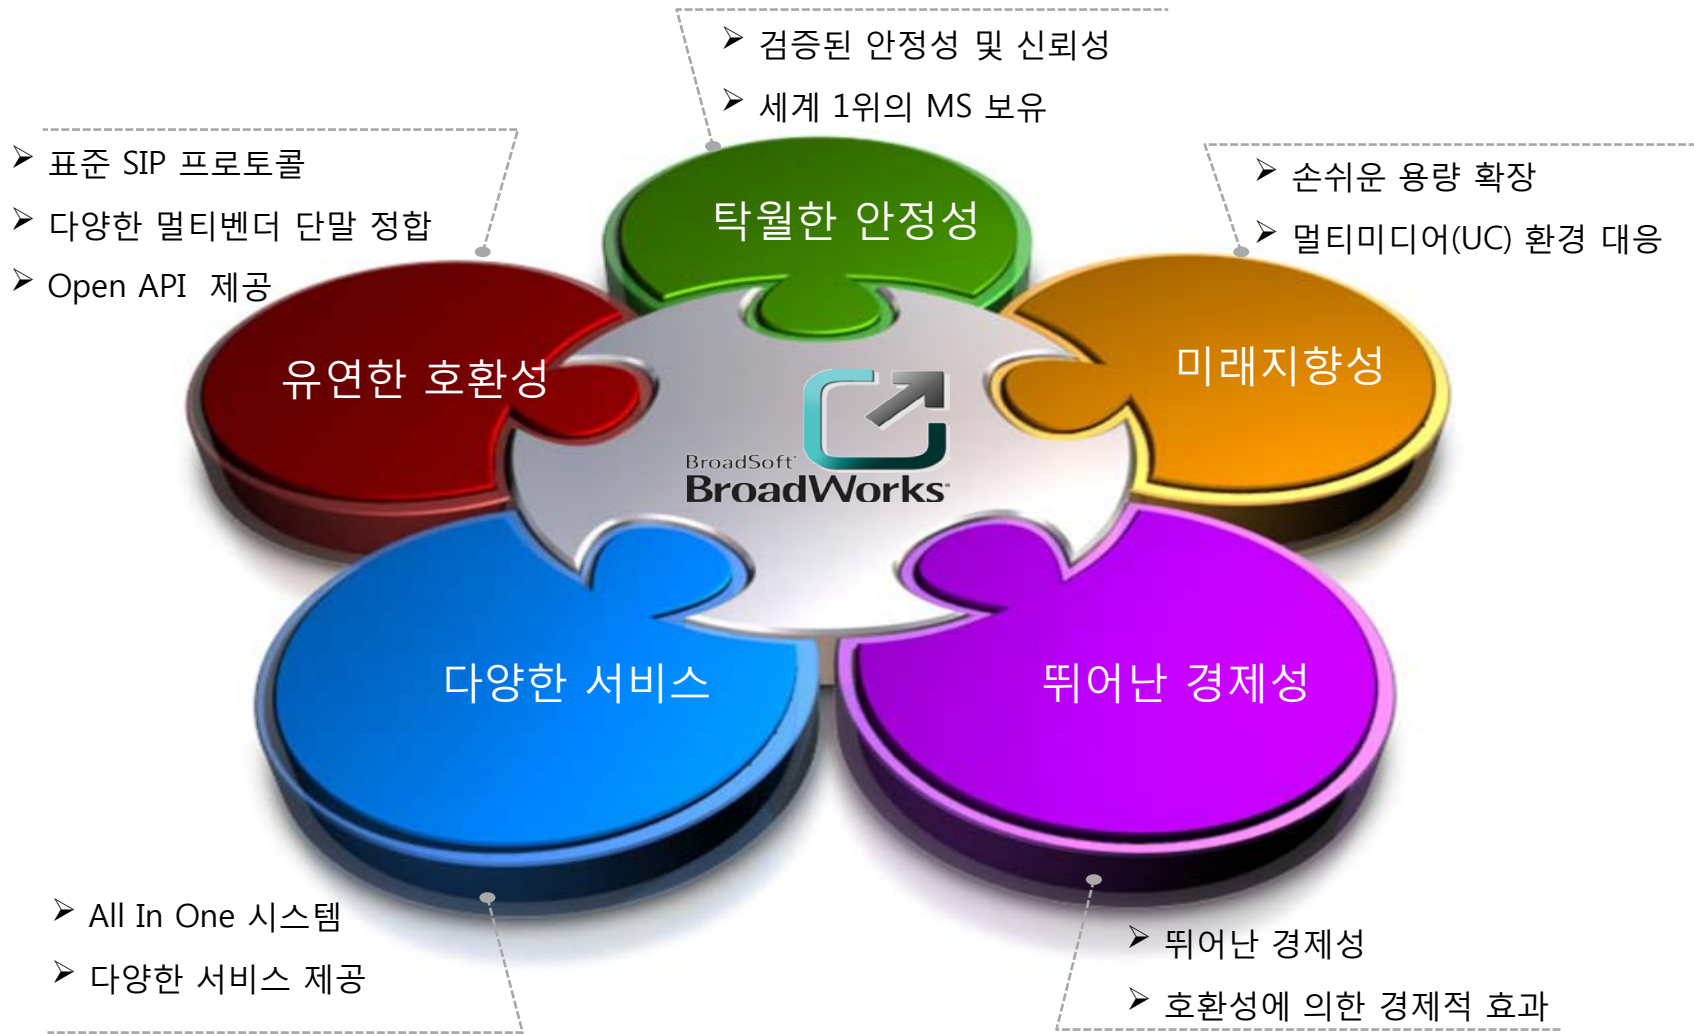 ➢ 검증된 안정성 및 신뢰성
➢ 세계 1위의 MS 보유
탁월한 안정성
➢ 표준 SIP 프로토콜
➢ 다양한 멀티벤더 단말 정합
➢ Open API 제공
유연한 호환성
➢ 손쉬운 용량 확장
➢ 멀티미디어(UC) 환경 대응
미래지향성
BroadSoft
BroadWorks
다양한 서비스
➢ All In One 시스템
➢ 다양한 서비스 제공
뛰어난 경제성
➢ 뛰어난 경제성
➢ 호환성에 의한 경제적 효과